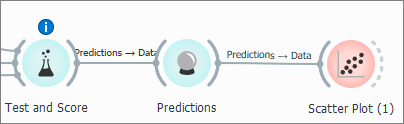 i
Predictions → Data
Predictions → Data
Test and Score
Predictions
Scatter Plot (1)